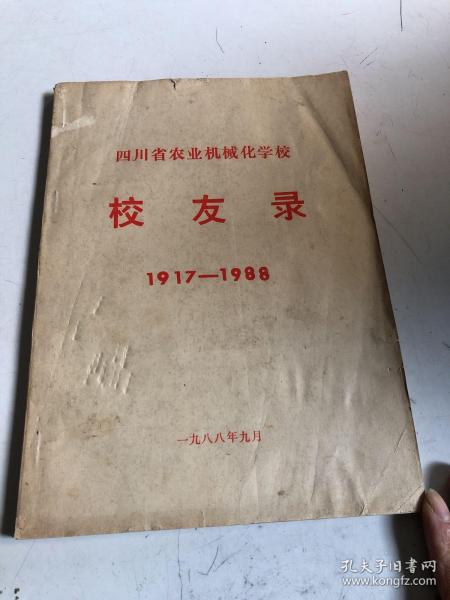 四川省农业机械化学校
校友录
1917—1988
一九八八年九月
孔夫子旧书网
www.kongfz.com